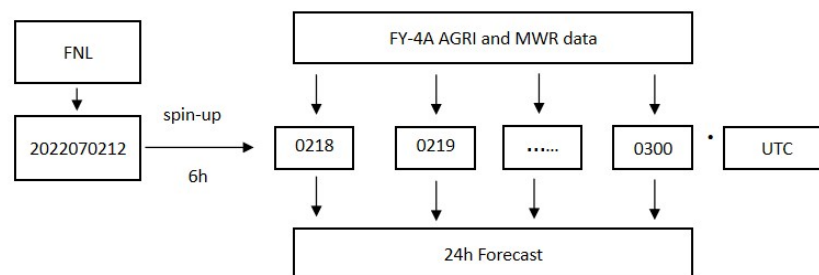 FNL
FY-4A AGRI and MWR data
2022070212
spin-up
6h
0218
0219
......
0300
UTC
24h Forecast